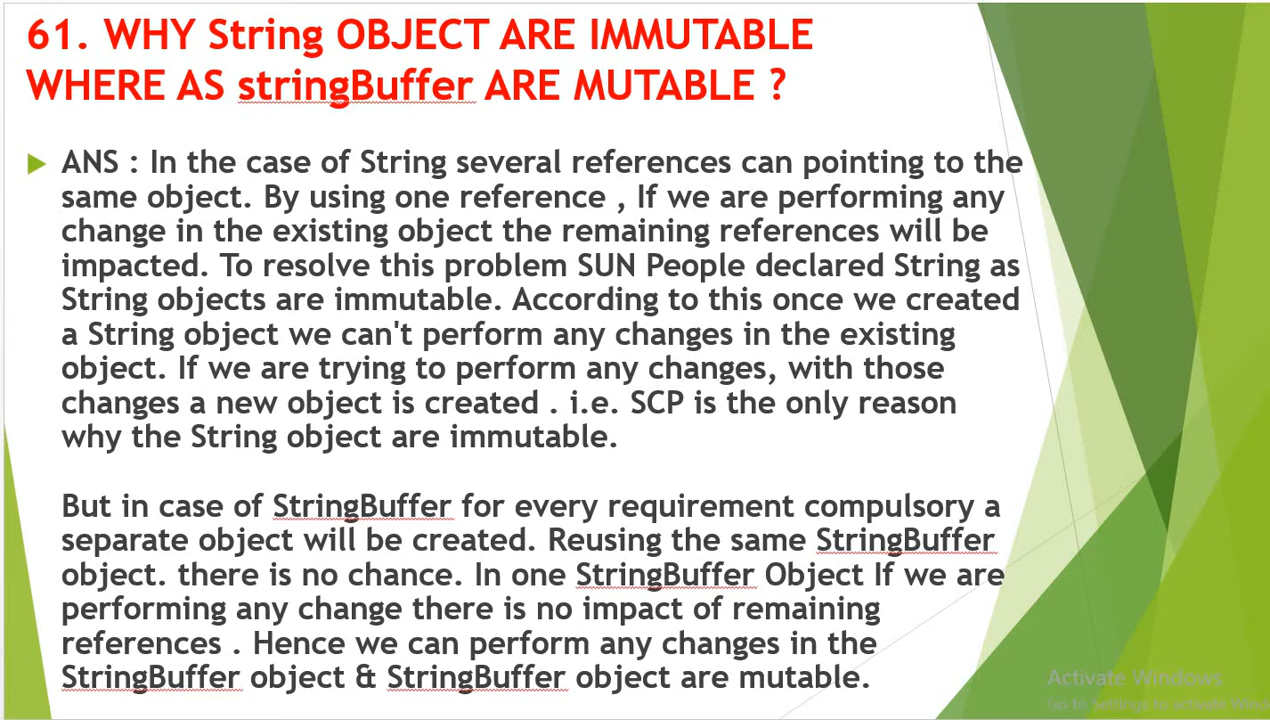 61. WHY String OBJECT ARE IMMUTABLE
WHERE AS stringBuffer ARE MUTABLE ?
ANS : In the case of String several references can pointing to the
same object. By using one reference , If we are performing any
change in the existing object the remaining references will be
impacted. To resolve this problem SUN People declared String as
String objects are immutable. According to this once we created
a String object we can't perform any changes in the existing
object. If we are trying to perform any changes, with those
changes a new object is created . i.e. SCP is the only reason
why the String object are immutable.
But in case of StringBuffer for every requirement compulsory a
separate object will be created. Reusing the same StringBuffer
object. there is no chance. In one StringBuffer Object If we are
performing any change there is no impact of remaining
references . Hence we can perform any changes in the
StringBuffer object & StringBuffer object are mutable.
Activate Windows
Go to Settings to activate Wind